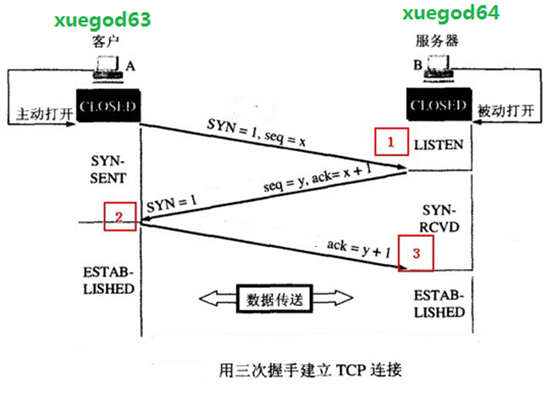 xuegod63
xuegod64
客户
服务器
A
B
CLOSED
CLOSED
主动打开
被动打开
SYN = 1, seq = x
1
LISTEN
SYN-
SENT
seq = y, ack= x + 1
SYN = 1
2
SYN-
RCVD
ack = y + 1
3
ESTAB-
LISHED
ESTAB-
LISHED
数据传送
用三次握手建立 TCP 连接